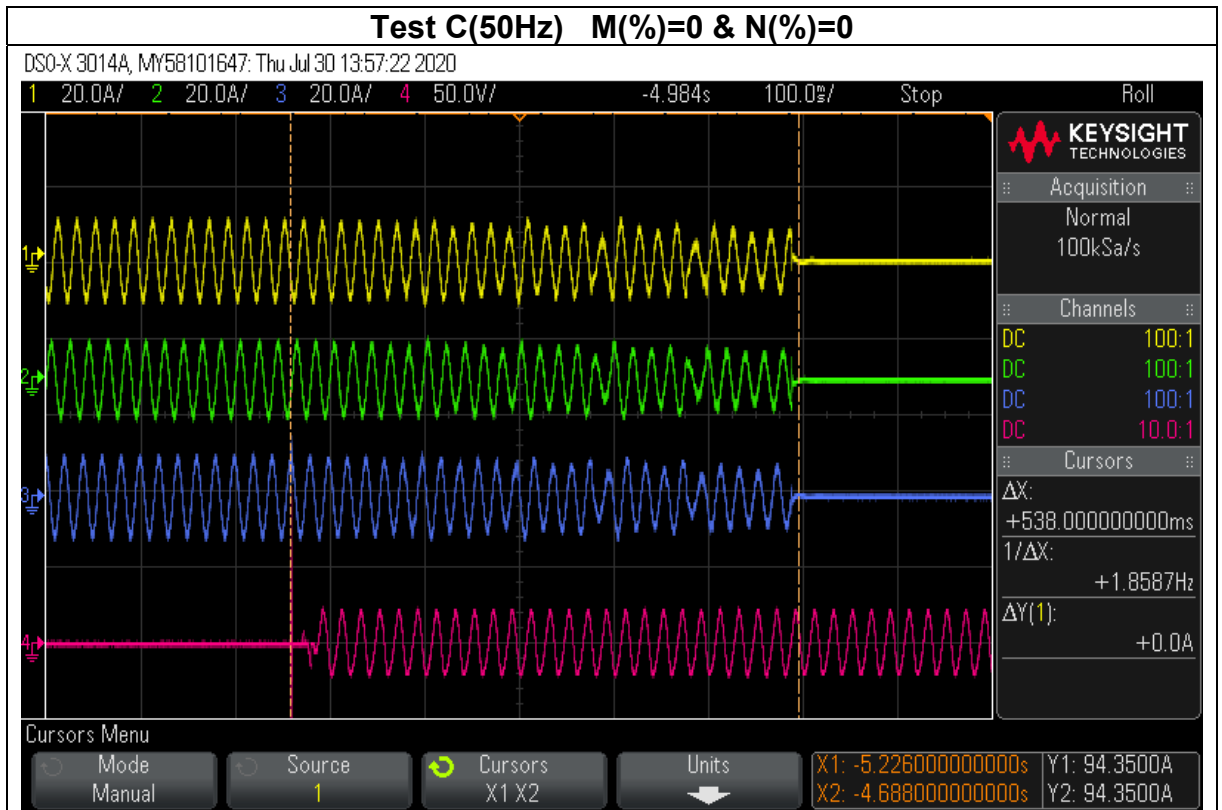 Test C(50Hz) M(%)=0 & N(%)=0
DSO-X 3014A, MY58101647: Thu Jul 30 13:57:22 2020
1 20.0A/ 2 20.0A/ 3 20.0A/ 4 50.0V/ -4.984s 100.0ms/ Stop Roll
KEYSIGHT
TECHNOLOGIES
Acquisition
Normal
100kSa/s
Channels
DC 100:1
DC 100:1
DC 100:1
DC 10.0:1
Cursors
ΔX:
+538.000000000ms
1/ΔX:
+1.8587Hz
ΔY(1):
+0.0A
1
2
3
4
Cursors Menu
Mode
Manual
Source
1
Cursors
X1 X2
Units
X1: -5.226000000000s Y1: 94.3500A
X2: -4.688000000000s Y2: 94.3500A